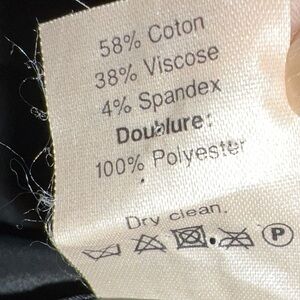 58% Coton
38% Viscose
4% Spandex
Doublure:
100% Polyester
Dry clean.
P